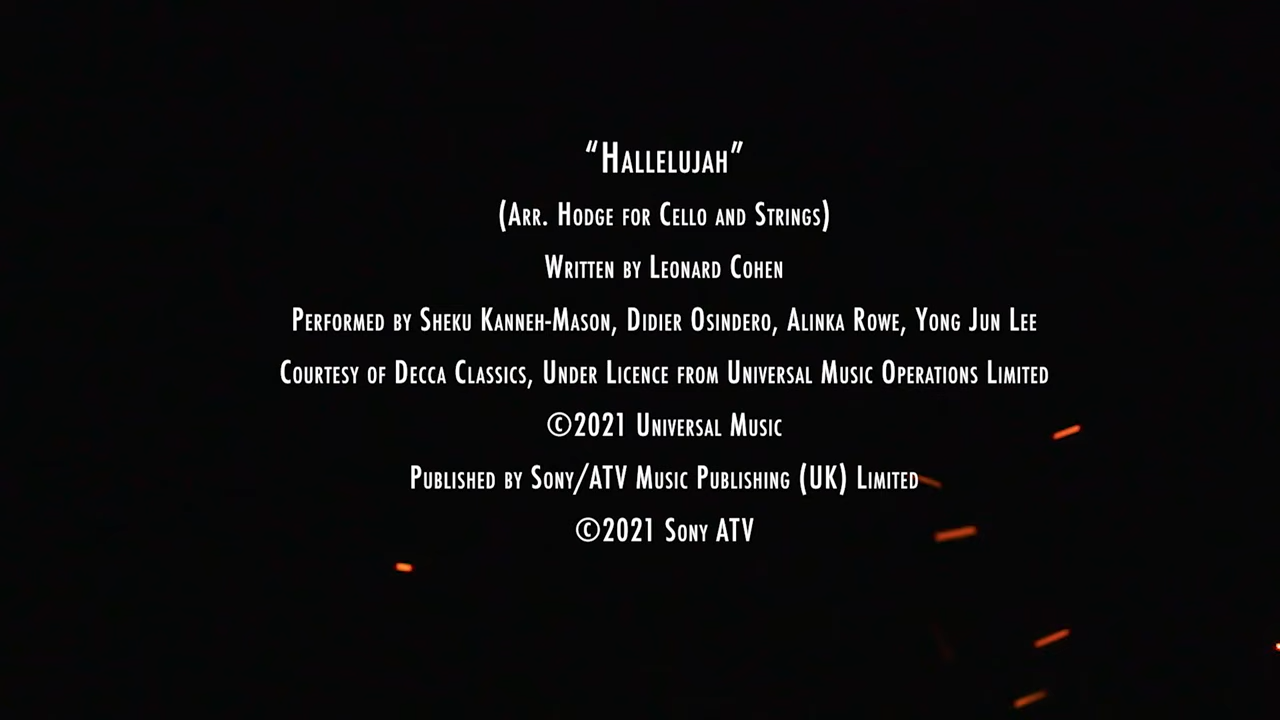 “Hallelujah”
(Arr. Hodge for Cello and Strings)
Written by Leonard Cohen
Performed by Sheku Kanneh-Mason, Didier Osindero, Alinka Rowe, Yong Jun Lee
Courtesy of Decca Classics, Under Licence from Universal Music Operations Limited
©2021 Universal Music
Published by Sony/ATV Music Publishing (UK) Limited
©2021 Sony ATV